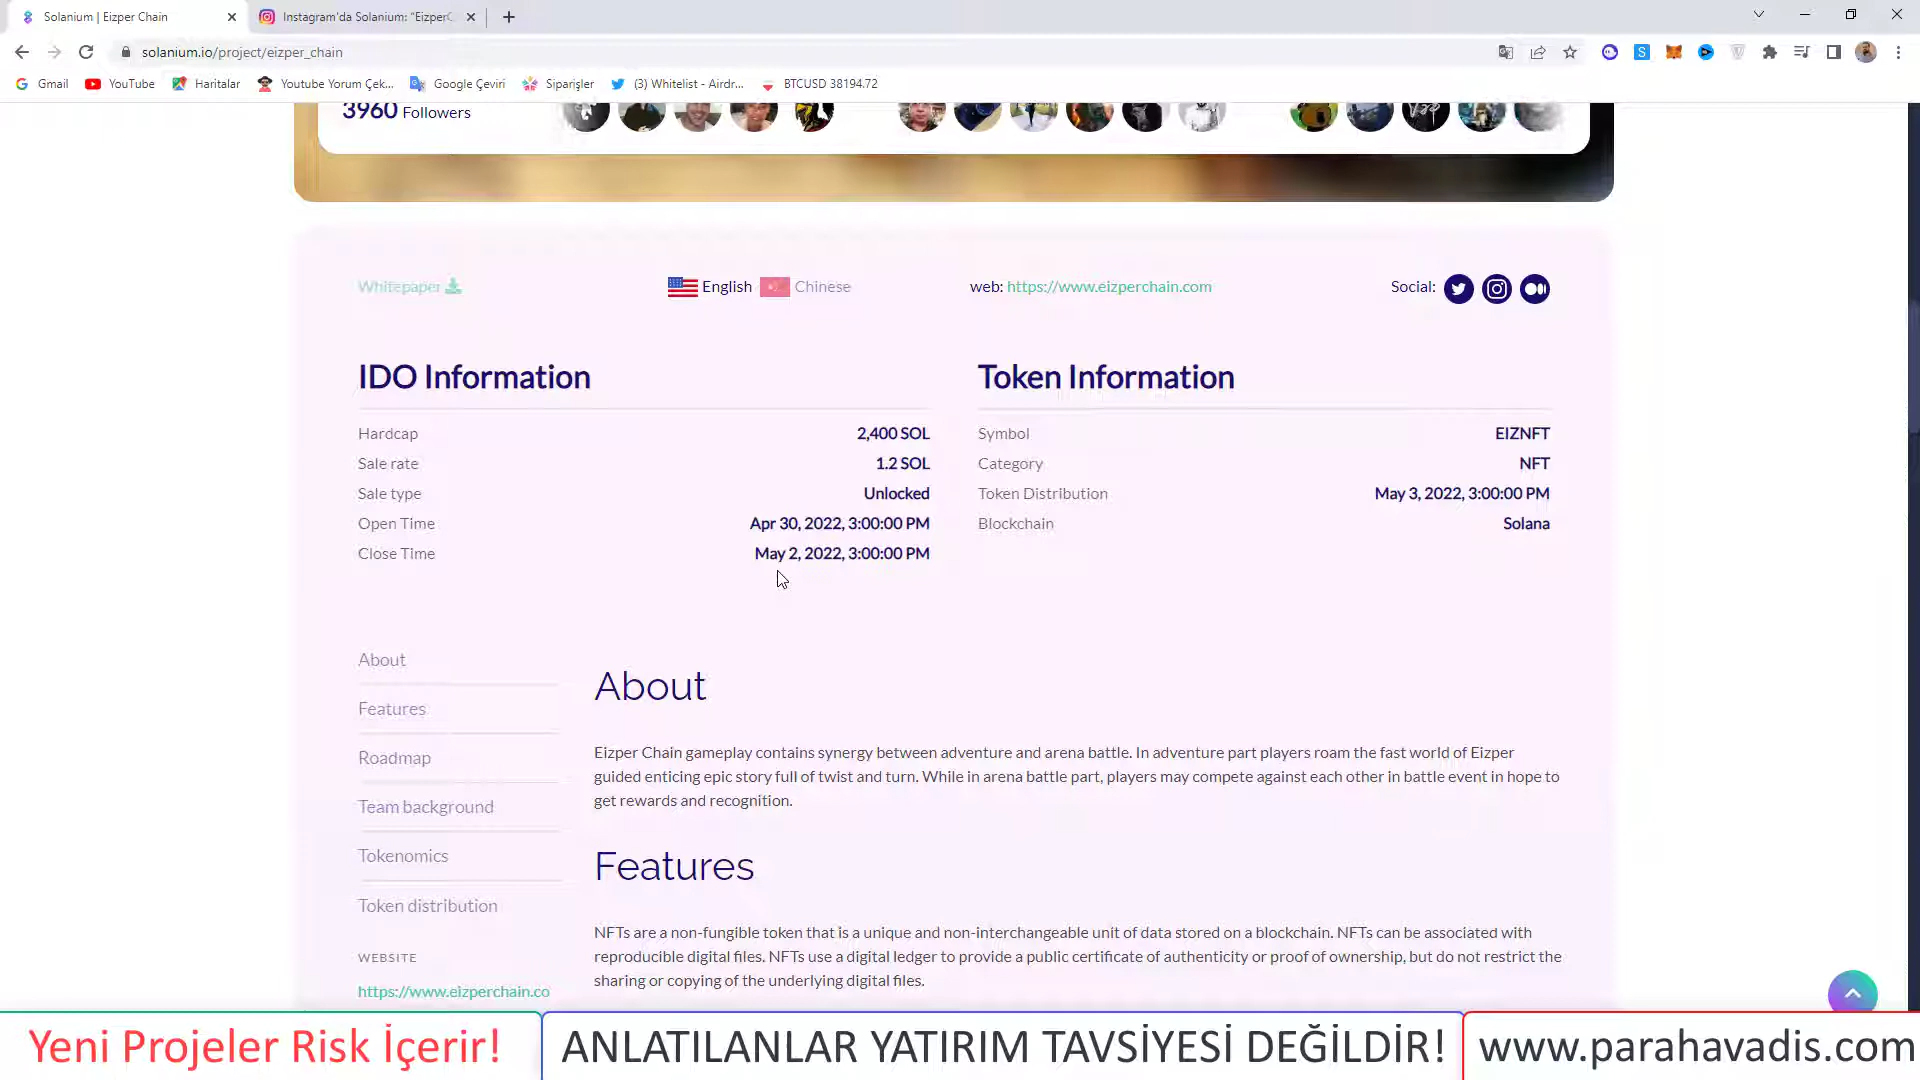 Solanium | Eizper Chain
Instagram'da Solanium: "Eizper
solanium.io/project/eizper_chain
Gmail
YouTube
Haritalar
Youtube Yorum Çek...
Google Çeviri
Siparişler
(3) Whitelist - Airdr...
BTCUSD 38194.72
3960 Followers
Whitepaper
English
Chinese
web: https://www.eizperchain.com
Social:
IDO Information
Hardcap 2,400 SOL
Sale rate 1.2 SOL
Sale type Unlocked
Open Time Apr 30, 2022, 3:00:00 PM
Close Time May 2, 2022, 3:00:00 PM
Token Information
Symbol EIZNFT
Category NFT
Token Distribution May 3, 2022, 3:00:00 PM
Blockchain Solana
About
Features
Roadmap
Team background
Tokenomics
Token distribution
WEBSITE
https://www.eizperchain.co
About
Eizper Chain gameplay contains synergy between adventure and arena battle. In adventure part players roam the fast world of Eizper
guided enticing epic story full of twist and turn. While in arena battle part, players may compete against each other in battle event in hope to
get rewards and recognition.
Features
NFTs are a non-fungible token that is a unique and non-interchangeable unit of data stored on a blockchain. NFTs can be associated with
reproducible digital files. NFTs use a digital ledger to provide a public certificate of authenticity or proof of ownership, but do not restrict the
sharing or copying of the underlying digital files.
Yeni Projeler Risk İçerir!
ANLATILANLAR YATIRIM TAVSİYESİ DEĞİLDİR!
www.parahavadis.com